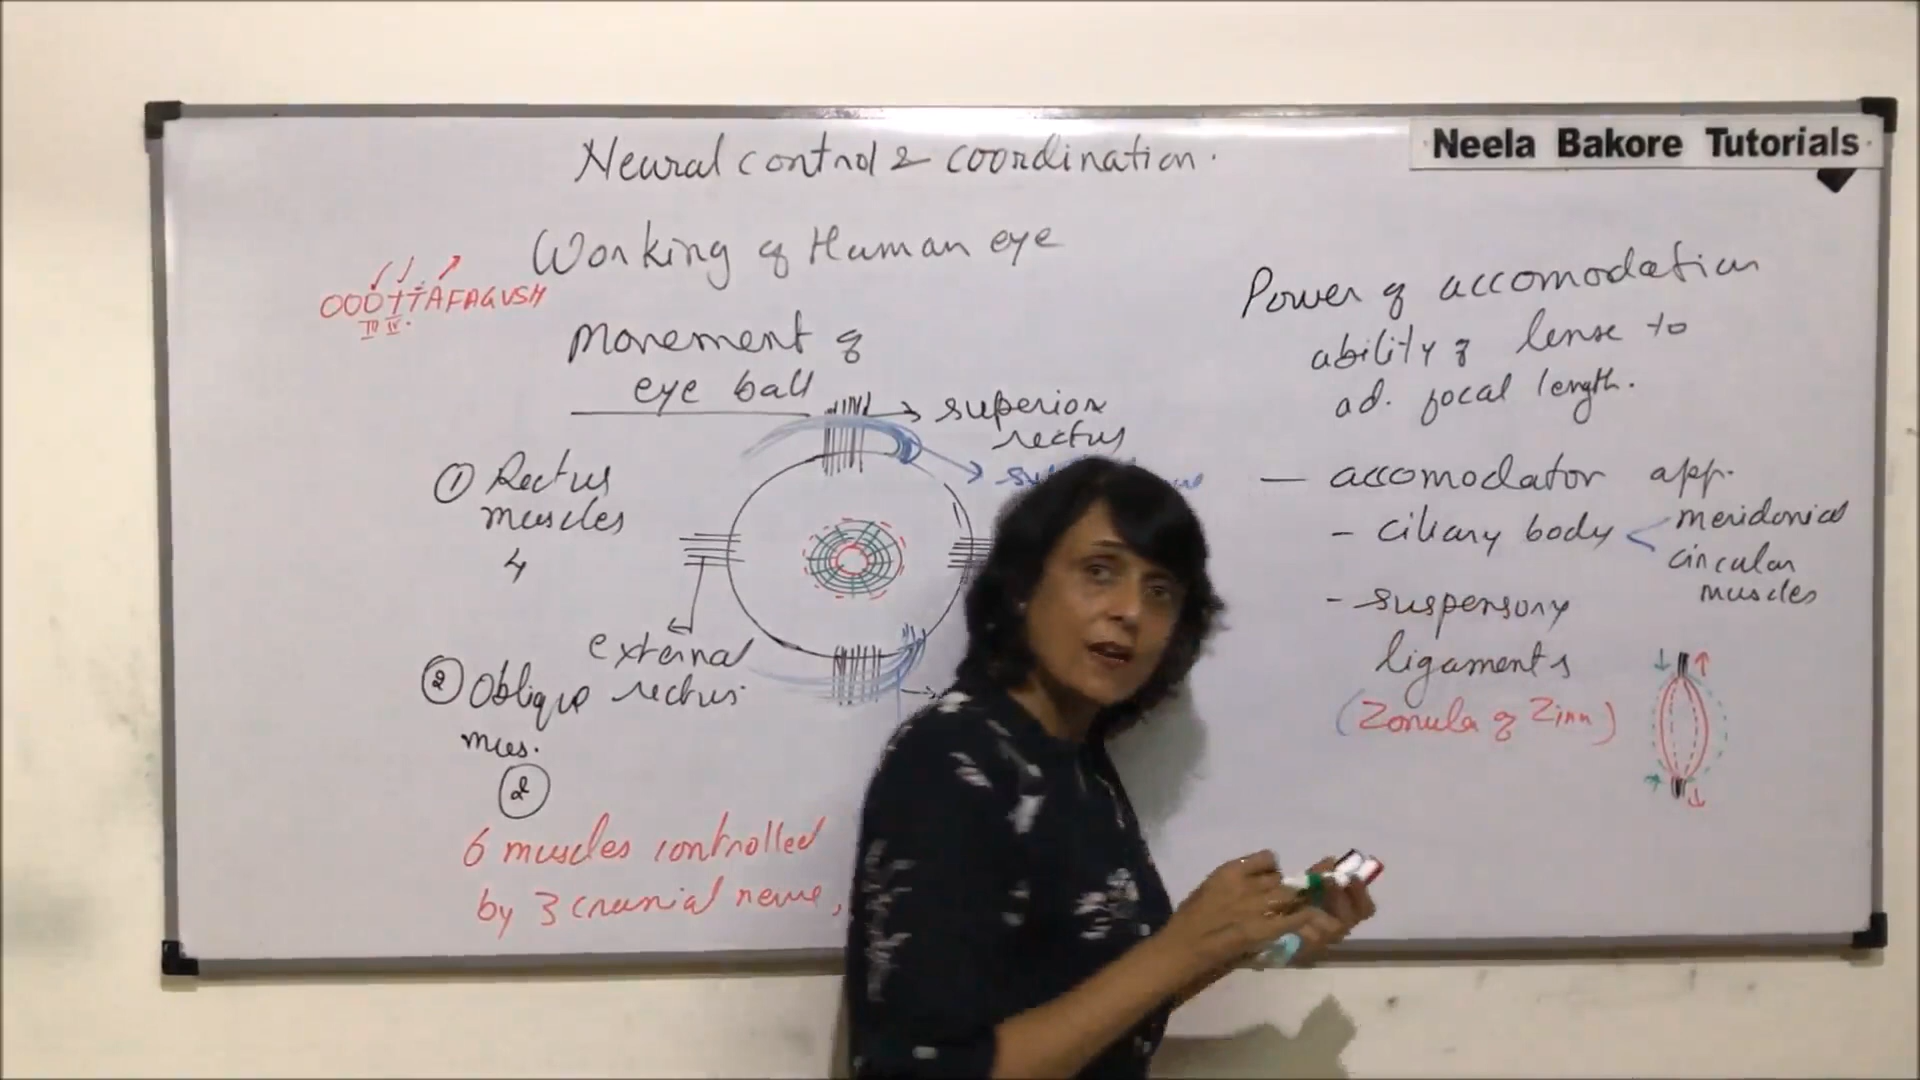 Neural control & coordination.
Neela Bakore Tutorials
Working of Human eye
OOOTTAFAGVSH
III IV
Movement of
eye ball
superior
rectus
① Rectus
muscles
4
external
rectus.
② Oblique
mus.
②
6 muscles controlled
by 3 cranial nerve,
Power of accomodation
ability of lense to
ad. focal length.
— accomodator app.
- ciliary body
meridonial
circular
muscles
- suspensory
ligaments
(Zonula of Zinn)